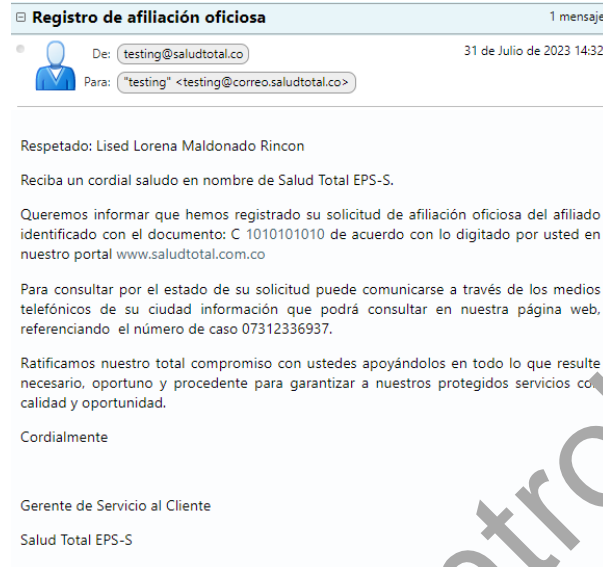 Registro de afiliación oficiosa 1 mensaje
De: testing@saludtotal.co 31 de Julio de 2023 14:32
Para: "testing" <testing@correo.saludtotal.co>
Respetado: Lised Lorena Maldonado Rincon
Reciba un cordial saludo en nombre de Salud Total EPS-S.
Queremos informar que hemos registrado su solicitud de afiliación oficiosa del afiliado
identificado con el documento: C 1010101010 de acuerdo con lo digitado por usted en
nuestro portal www.saludtotal.com.co
Para consultar por el estado de su solicitud puede comunicarse a través de los medios
telefónicos de su ciudad información que podrá consultar en nuestra página web,
referenciando el número de caso 07312336937.
Ratificamos nuestro total compromiso con ustedes apoyándolos en todo lo que resulte
necesario, oportuno y procedente para garantizar a nuestros protegidos servicios con
calidad y oportunidad.
Cordialmente
Gerente de Servicio al Cliente
Salud Total EPS-S